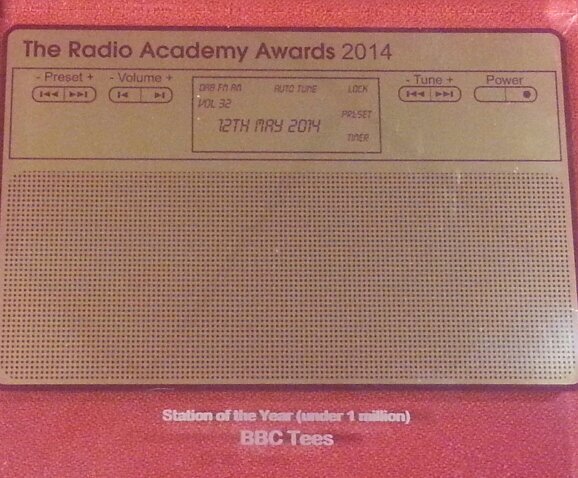 The Radio Academy Awards 2014
- Preset + - Volume + - Tune + Power
DAB FM AM AUTO TUNE LOCK
VOL 32
PRESET
12TH MAY 2014
TIMER
Station of the Year (under 1 million)
BBC Tees